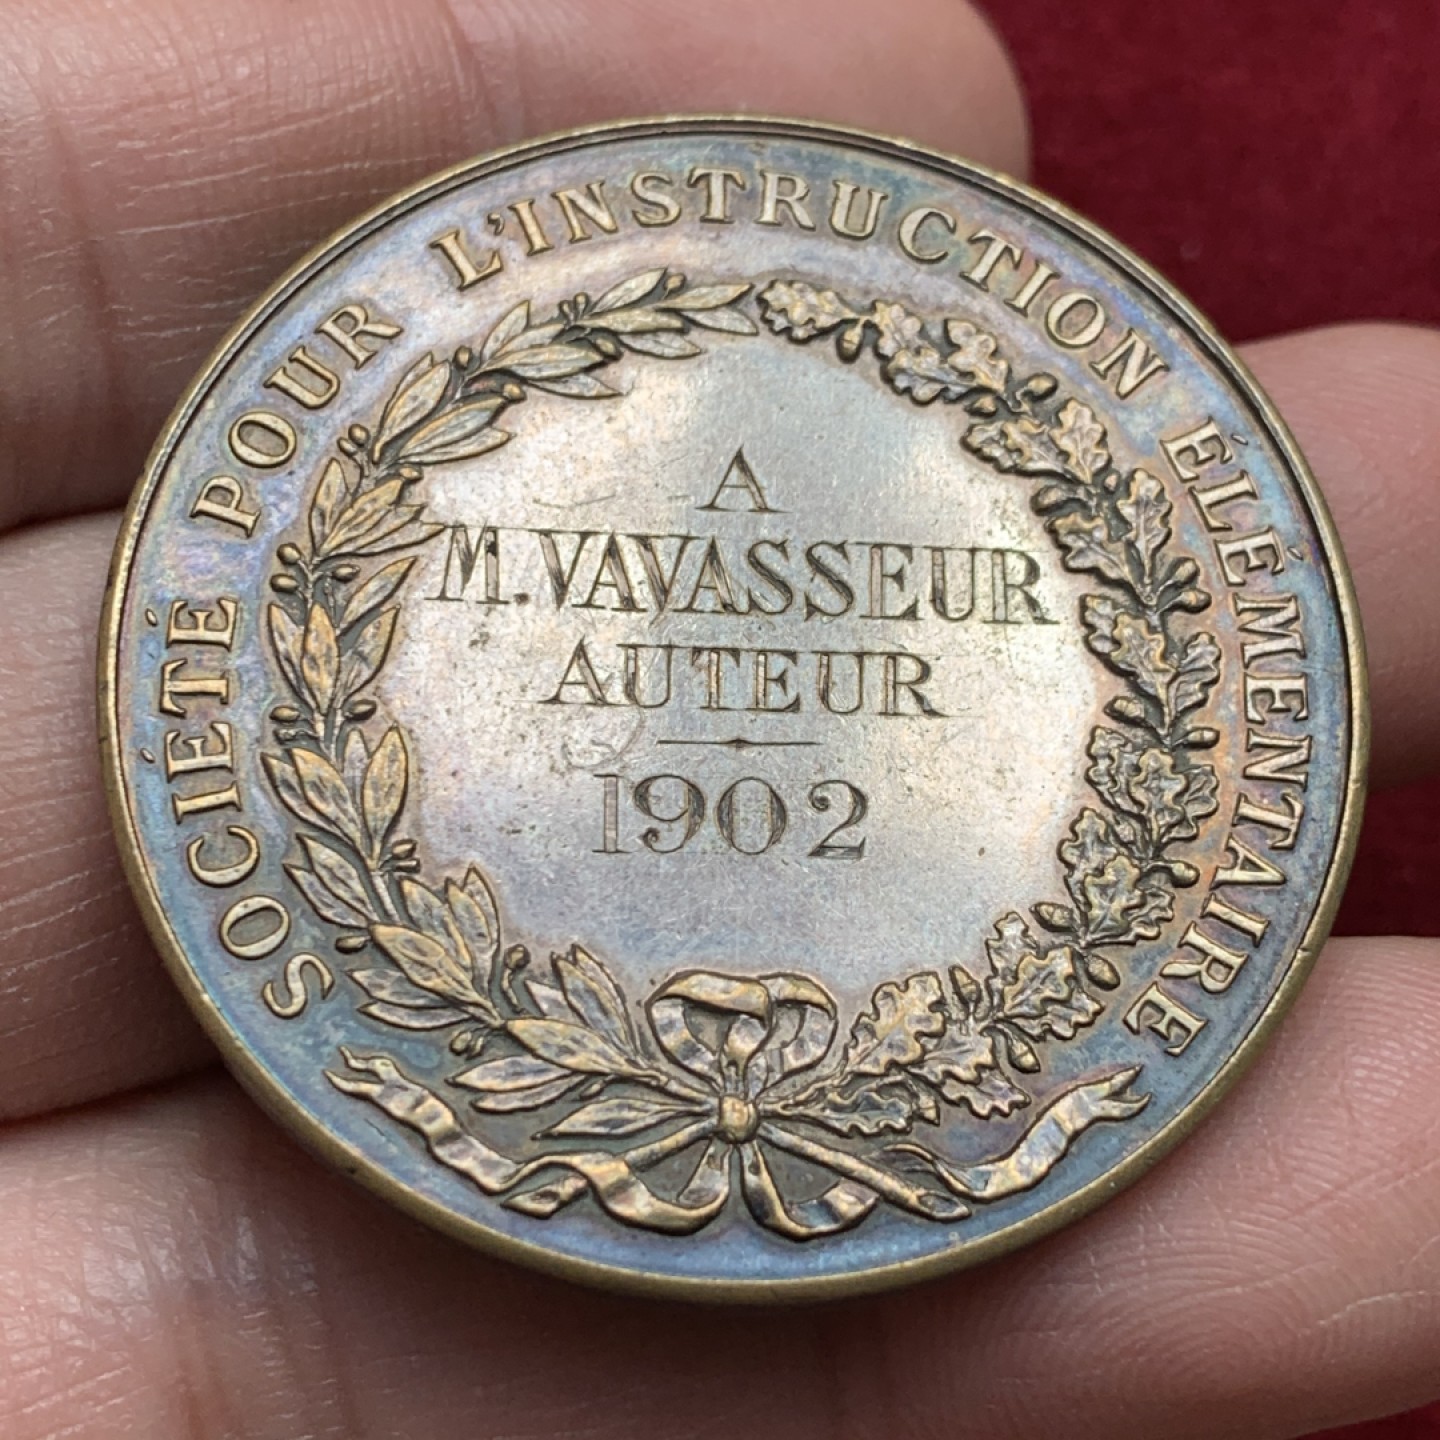 SOCIÉTÉ POUR L'INSTRUCTION ÉLÉMENTAIRE
A
M. VAVASSEUR
AUTEUR
1902